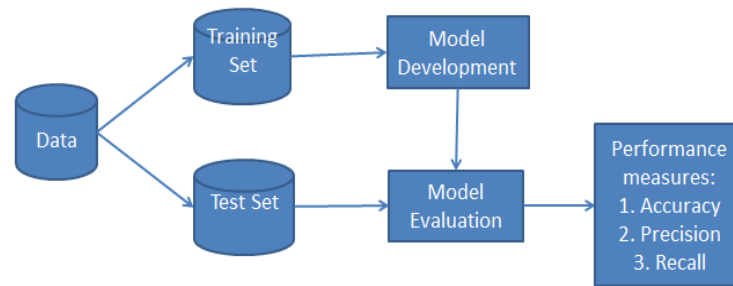 Data
Training
Set
Test Set
Model
Development
Model
Evaluation
Performance
measures:
1. Accuracy
2. Precision
3. Recall